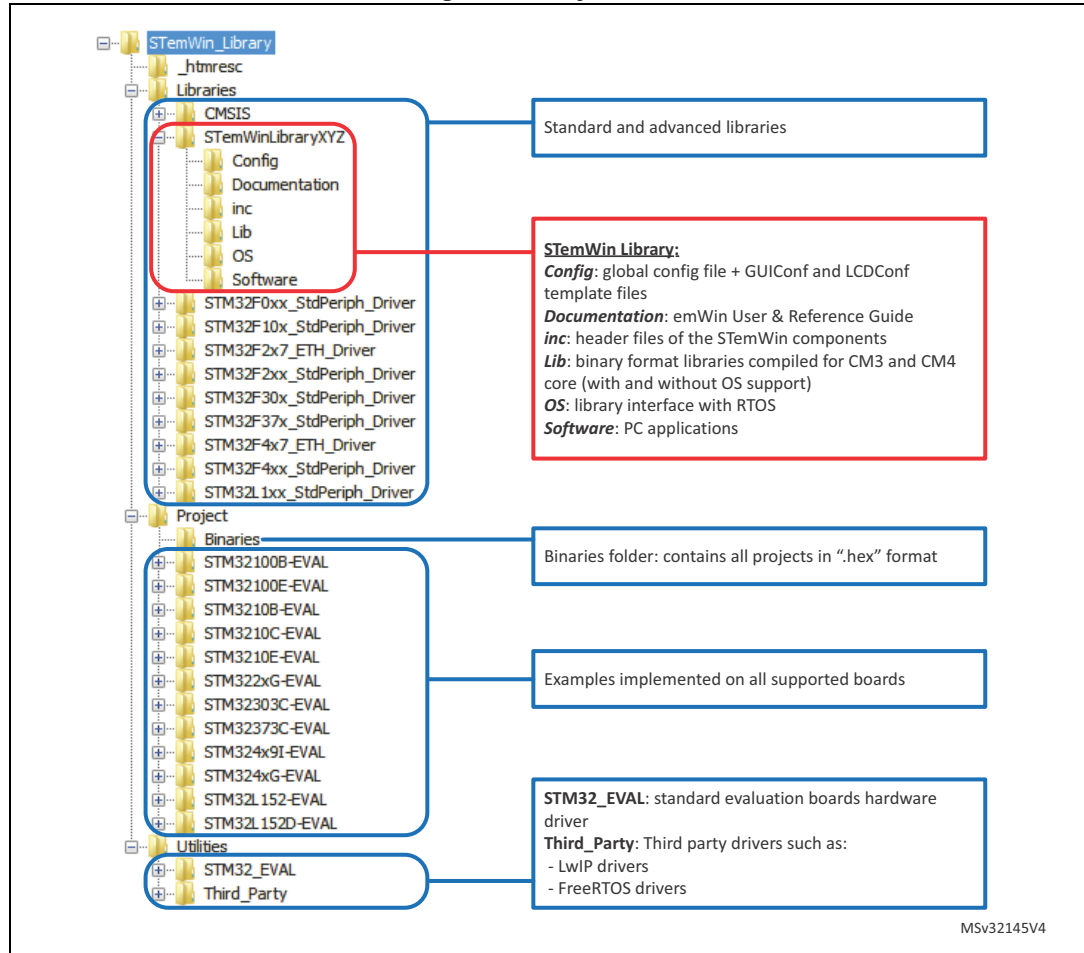 STemWin_Library
_htmresc
Libraries
CMSIS
STemWinLibraryXYZ
Config
Documentation
inc
Lib
OS
Software
STM32F0xx_StdPeriph_Driver
STM32F10x_StdPeriph_Driver
STM32F2x7_ETH_Driver
STM32F2xx_StdPeriph_Driver
STM32F30x_StdPeriph_Driver
STM32F37x_StdPeriph_Driver
STM32F4x7_ETH_Driver
STM32F4xx_StdPeriph_Driver
STM32L1xx_StdPeriph_Driver
Project
Binaries
STM32100B-EVAL
STM32100E-EVAL
STM3210B-EVAL
STM3210C-EVAL
STM3210E-EVAL
STM322xG-EVAL
STM32303C-EVAL
STM32373C-EVAL
STM324x9I-EVAL
STM324xG-EVAL
STM32L152-EVAL
STM32L152D-EVAL
Utilities
STM32_EVAL
Third_Party
Standard and advanced libraries
STemWin Library:
Config: global config file + GUIConf and LCDConf
template files
Documentation: emWin User & Reference Guide
inc: header files of the STemWin components
Lib: binary format libraries compiled for CM3 and CM4
core (with and without OS support)
OS: library interface with RTOS
Software: PC applications
Binaries folder: contains all projects in “.hex” format
Examples implemented on all supported boards
STM32_EVAL: standard evaluation boards hardware
driver
Third_Party: Third party drivers such as:
- LwIP drivers
- FreeRTOS drivers
MSv32145V4